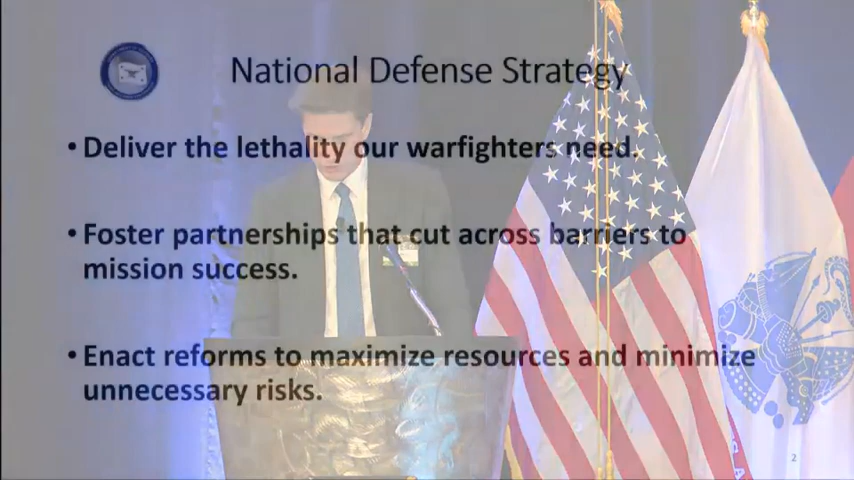 National Defense Strategy
• Deliver the lethality our warfighters need.
• Foster partnerships that cut across barriers to
mission success.
• Enact reforms to maximize resources and minimize
unnecessary risks.
2